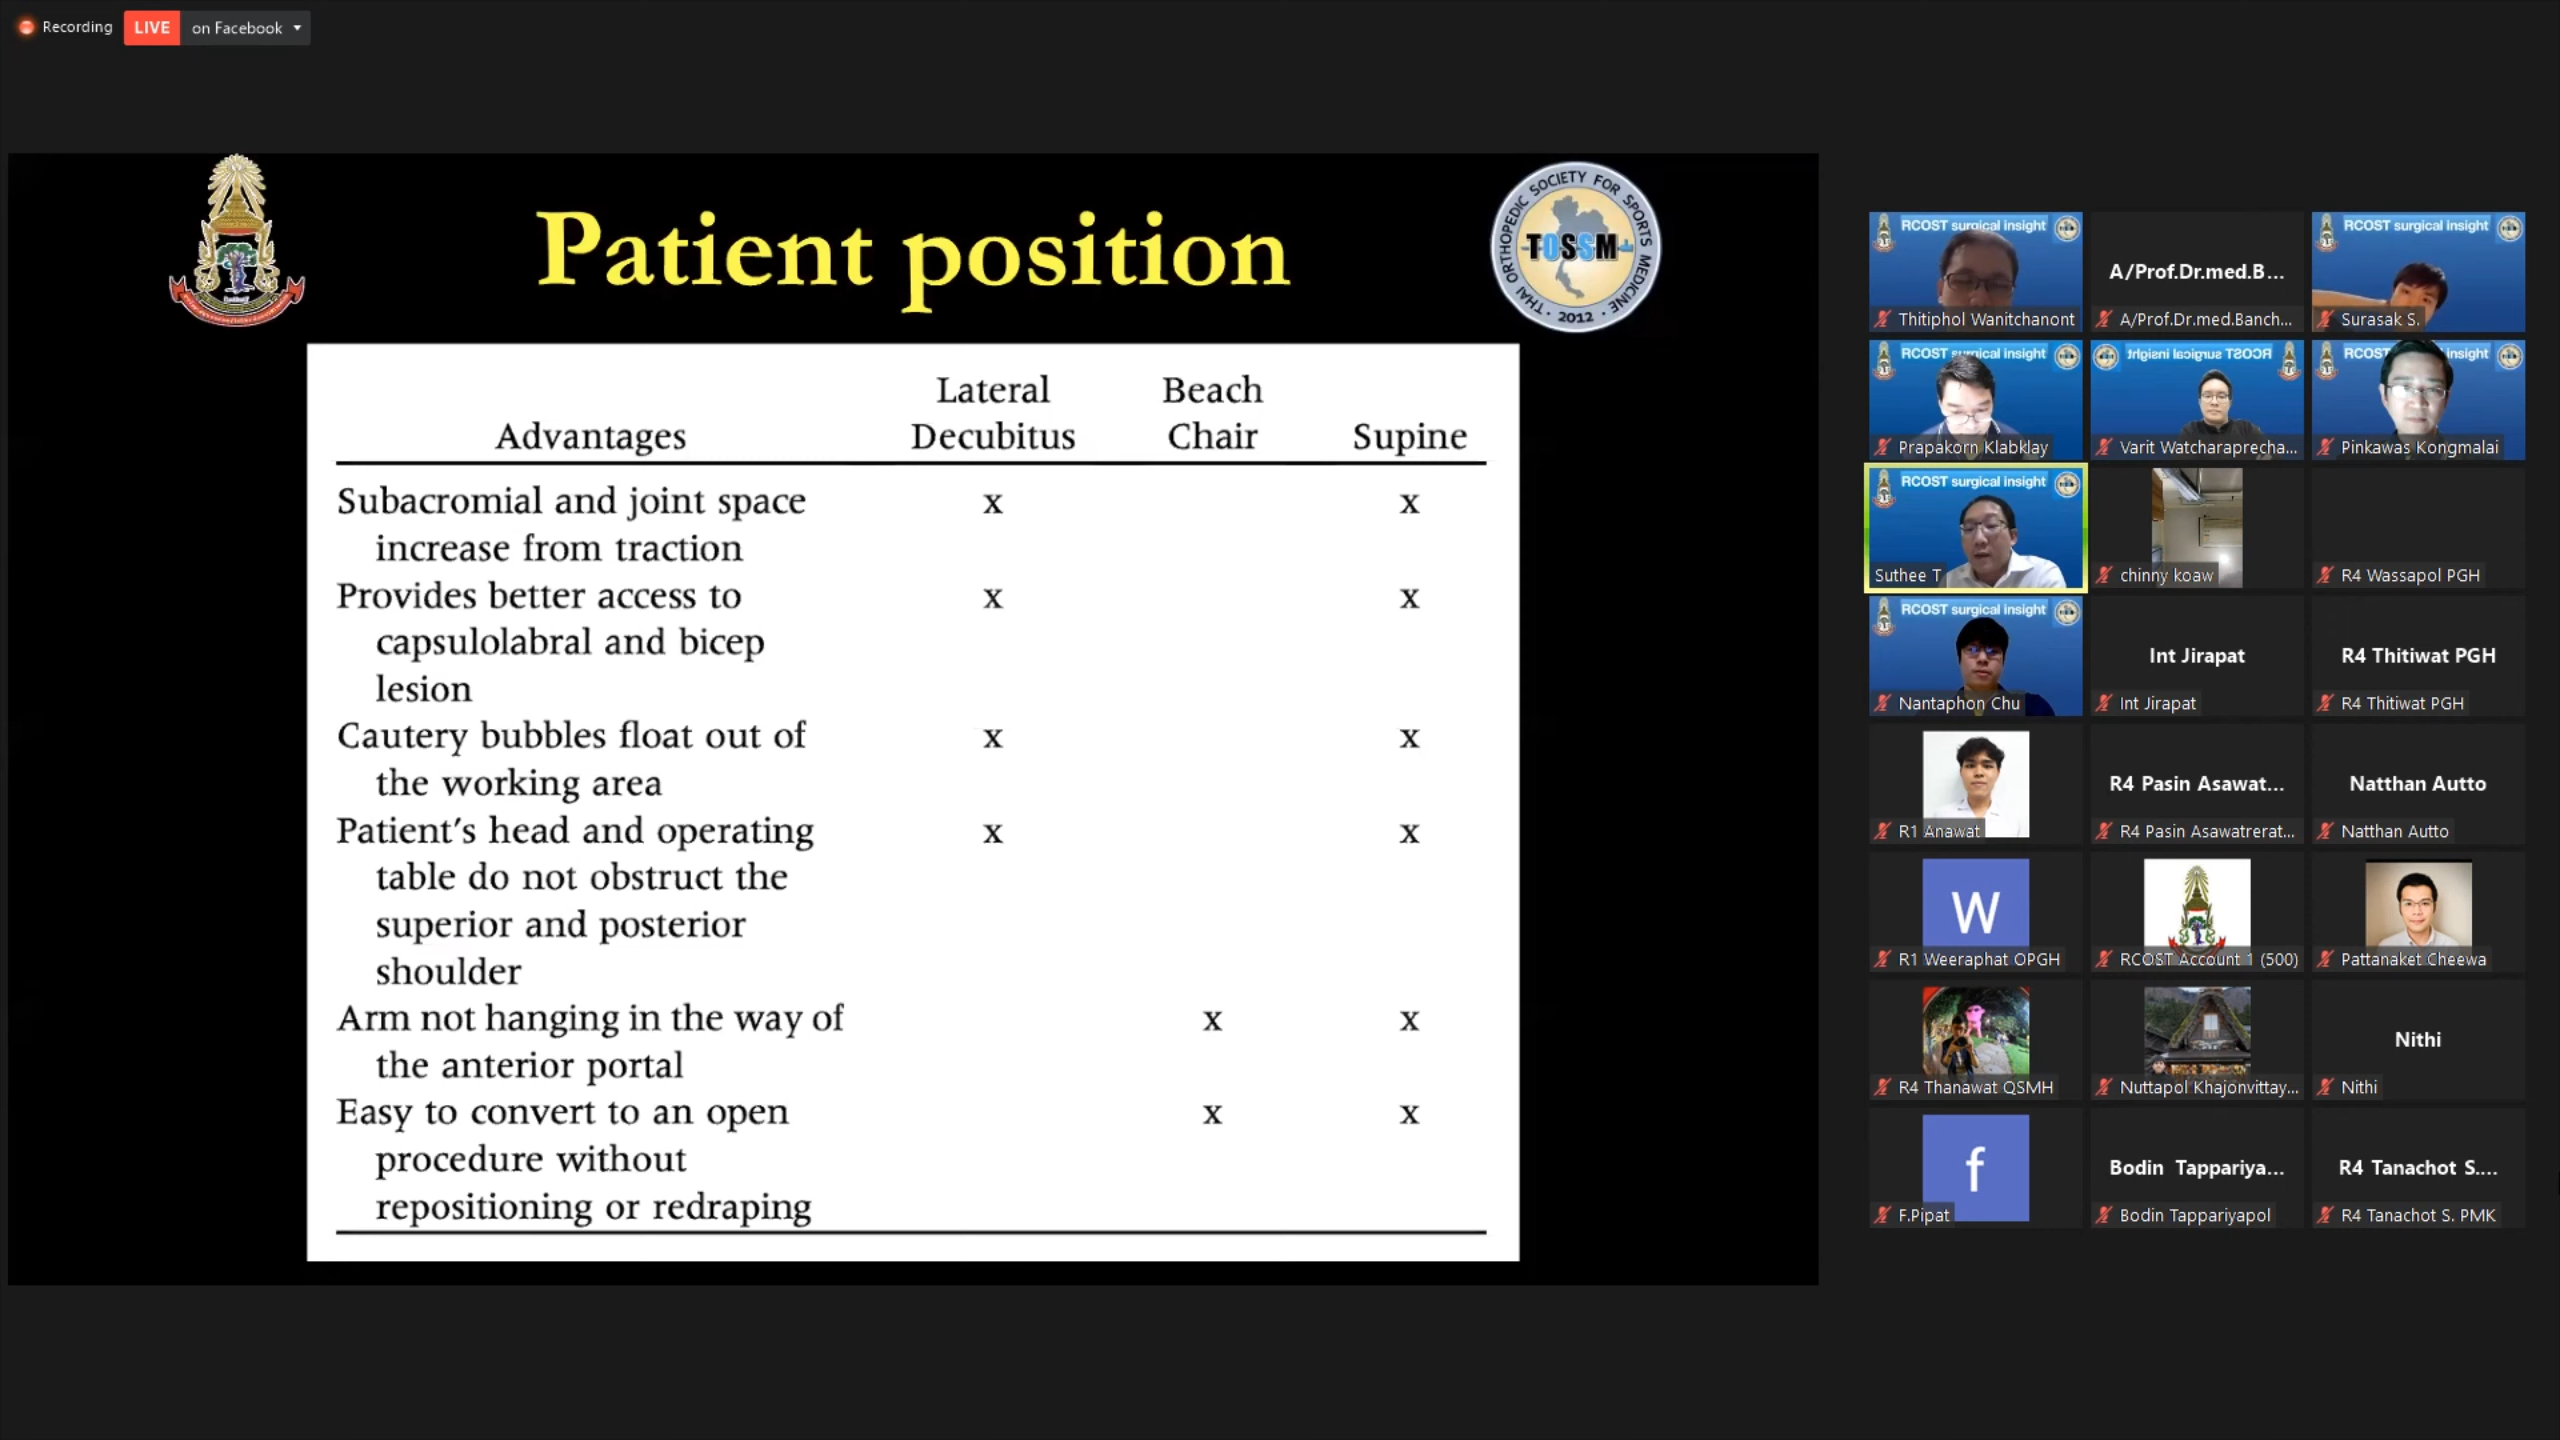 Recording
LIVE on Facebook
Patient position
THAI ORTHOPEDIC SOCIETY FOR SPORTS MEDICINE
TOSSM
2012
Advantages Lateral Decubitus Beach Chair Supine
Subacromial and joint space x x
increase from traction
Provides better access to x x
capsulolabral and bicep
lesion
Cautery bubbles float out of x x
the working area
Patient's head and operating x x
table do not obstruct the
superior and posterior
shoulder
Arm not hanging in the way of x x
the anterior portal
Easy to convert to an open x x
procedure without
repositioning or redraping
RCOST surgical insight
Thitiphol Wanitchanont
A/Prof.Dr.med.B...
A/Prof.Dr.med.Banch...
RCOST surgical insight
Surasak S.
RCOST surgical insight
Prapakorn Klabklay
RCOST surgical insight
Varit Watcharaprecha...
RCOST insight
Pinkawas Kongmalai
RCOST surgical insight
Suthee T
chinny koaw
R4 Wassapol PGH
RCOST surgical insight
Nantaphon Chu
Int Jirapat
Int Jirapat
R4 Thitiwat PGH
R4 Thitiwat PGH
R1 Anawat
R4 Pasin Asawat...
R4 Pasin Asawatrerat...
Natthan Autto
Natthan Autto
W
R1 Weeraphat OPGH
RCOST Account 1 (500)
Pattanaket Cheewa
R4 Thanawat QSMH
Nuttapol Khajonvittay...
Nithi
Nithi
f
F.Pipat
Bodin Tappariya...
Bodin Tappariyapol
R4 Tanachot S....
R4 Tanachot S. PMK